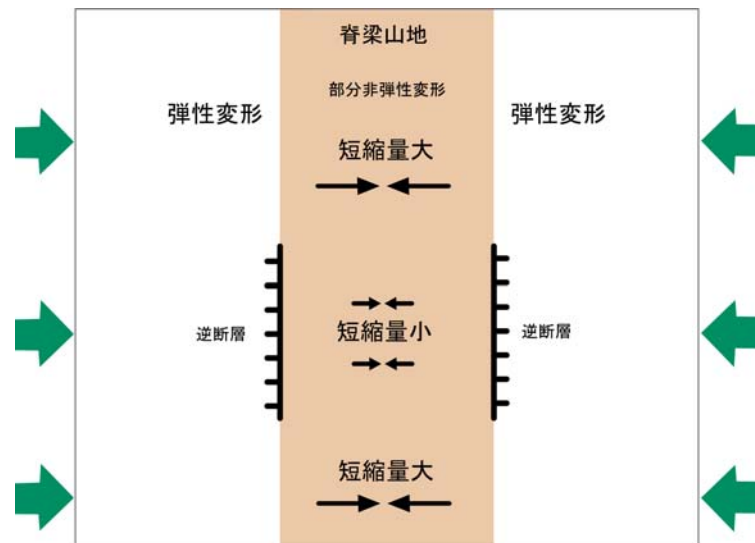 脊梁山地
部分非弾性変形
弾性変形
弾性変形
短縮量大
逆断層
短縮量小
逆断層
短縮量大